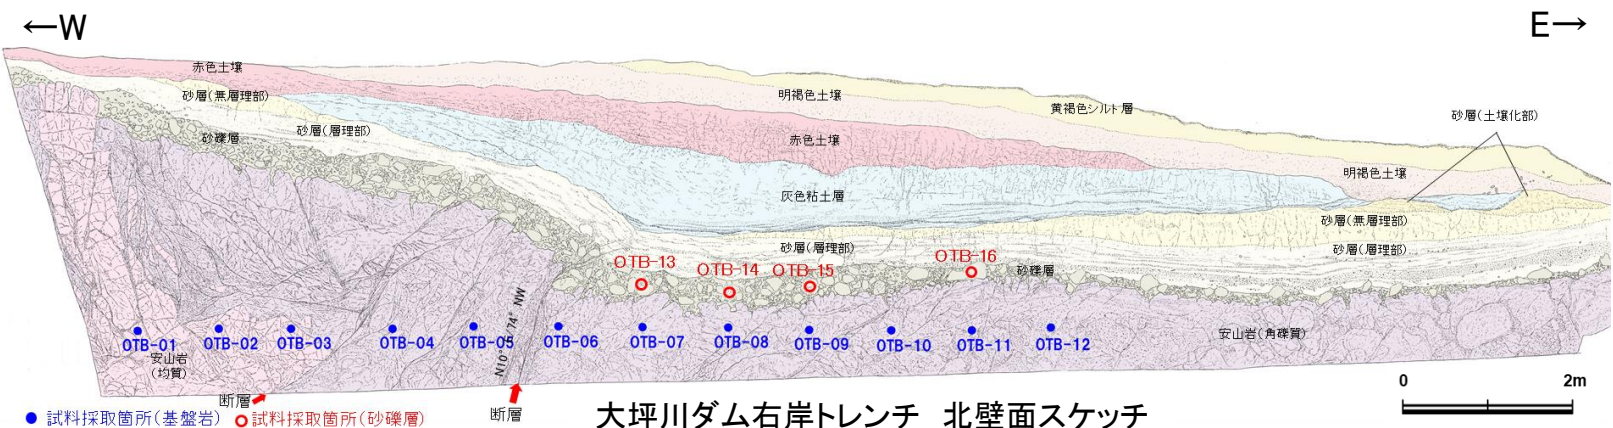 ←W
E→
赤色土壌
砂層(無層理部)
明褐色土壌
黄褐色シルト層
砂層(土壌化部)
砂層(層理部)
砂礫層
赤色土壌
明褐色土壌
灰色粘土層
砂層(無層理部)
砂層(層理部)
砂層(層理部)
OTB-13
OTB-14
OTB-15
OTB-16
砂礫層
N10°E/74°NW
OTB-01
OTB-02
OTB-03
OTB-04
OTB-05
OTB-06
OTB-07
OTB-08
OTB-09
OTB-10
OTB-11
OTB-12
安山岩(角礫質)
安山岩
(均質)
断層
断層
0 2m
試料採取箇所(基盤岩) 試料採取箇所(砂礫層)
大坪川ダム右岸トレンチ 北壁面スケッチ